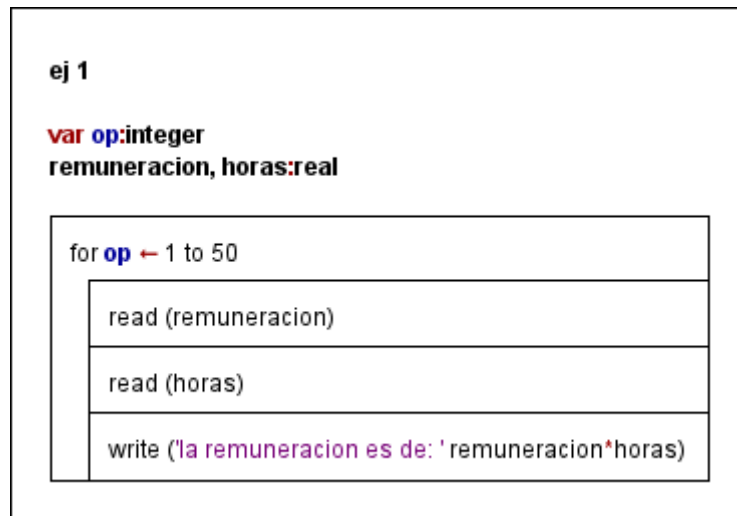 ej 1
var op:integer
remuneracion, horas:real
for op ← 1 to 50
read (remuneracion)
read (horas)
write ('la remuneracion es de: ' remuneracion*horas)